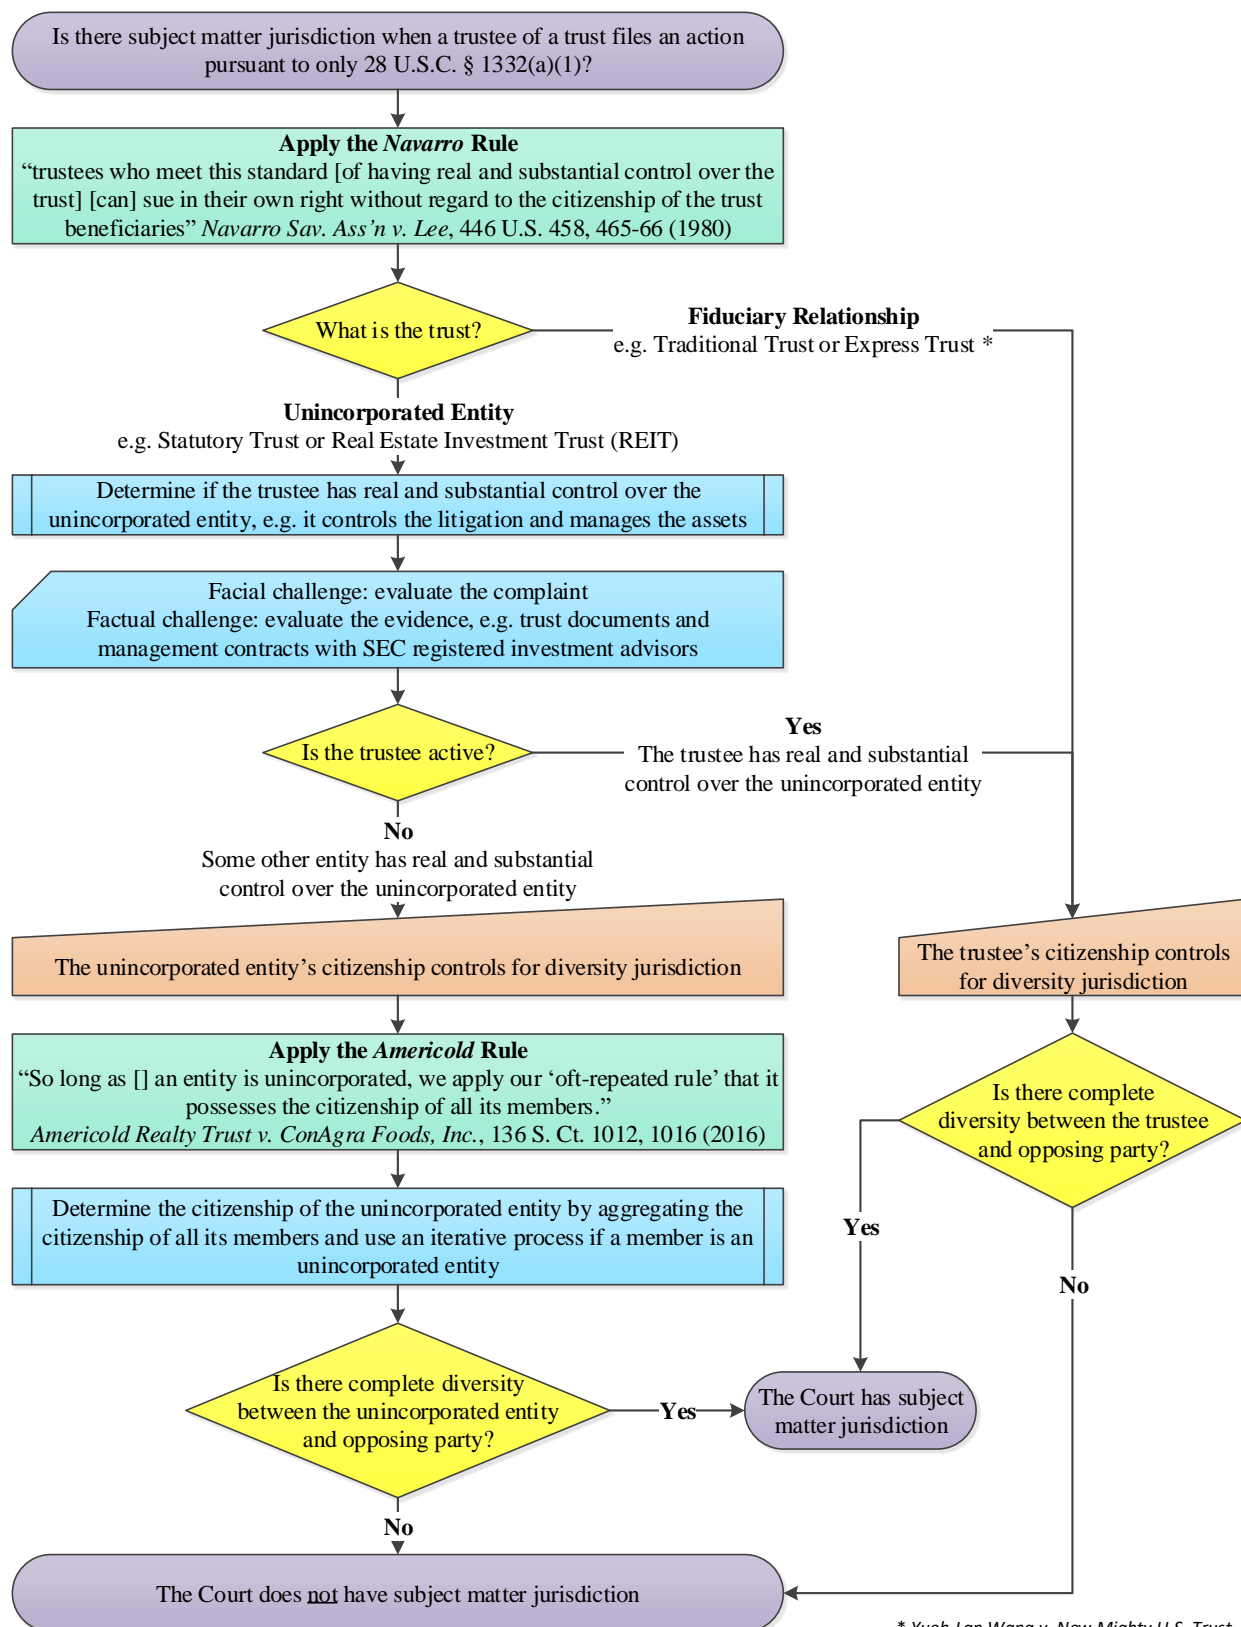 Is there subject matter jurisdiction when a trustee of a trust files an action
pursuant to only 28 U.S.C. § 1332(a)(1)?
Apply the Navarro Rule
“trustees who meet this standard [of having real and substantial control over the
trust] [can] sue in their own right without regard to the citizenship of the trust
beneficiaries” Navarro Sav. Ass’n v. Lee, 446 U.S. 458, 465-66 (1980)
What is the trust?
Fiduciary Relationship
e.g. Traditional Trust or Express Trust *
Unincorporated Entity
e.g. Statutory Trust or Real Estate Investment Trust (REIT)
Determine if the trustee has real and substantial control over the
unincorporated entity, e.g. it controls the litigation and manages the assets
Facial challenge: evaluate the complaint
Factual challenge: evaluate the evidence, e.g. trust documents and
management contracts with SEC registered investment advisors
Is the trustee active?
Yes
The trustee has real and substantial
control over the unincorporated entity
No
Some other entity has real and substantial
control over the unincorporated entity
The unincorporated entity’s citizenship controls for diversity jurisdiction
The trustee’s citizenship controls
for diversity jurisdiction
Apply the Americold Rule
“So long as [] an entity is unincorporated, we apply our ‘oft-repeated rule’ that it
possesses the citizenship of all its members.”
Americold Realty Trust v. ConAgra Foods, Inc., 136 S. Ct. 1012, 1016 (2016)
Is there complete
diversity between the trustee
and opposing party?
Determine the citizenship of the unincorporated entity by aggregating the
citizenship of all its members and use an iterative process if a member is an
unincorporated entity
Yes
No
Is there complete diversity
between the unincorporated entity
and opposing party?
Yes
The Court has subject
matter jurisdiction
No
The Court does not have subject matter jurisdiction
* Yueh-Lan Wang v. New Mighty U.S. Trust